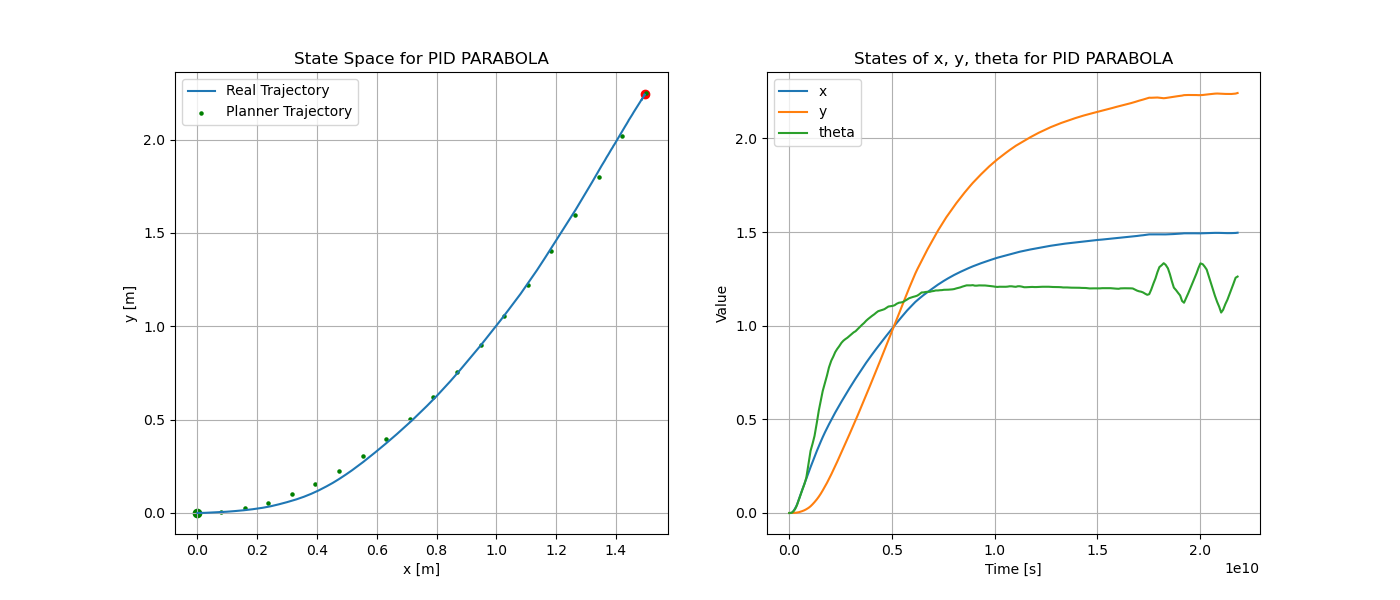 State Space for PID PARABOLA
Real Trajectory
Planner Trajectory
y [m]
2.0
1.5
1.0
0.5
0.0
0.0 0.2 0.4 0.6 0.8 1.0 1.2 1.4
x [m]
States of x, y, theta for PID PARABOLA
x
y
theta
Value
2.0
1.5
1.0
0.5
0.0
0.0 0.5 1.0 1.5 2.0
1e10
Time [s]